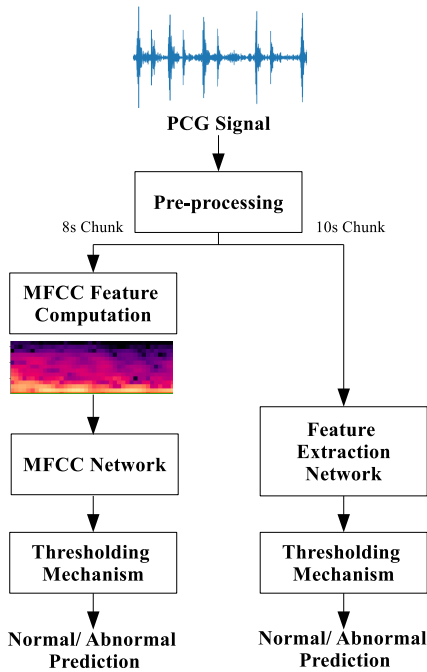 PCG Signal
Pre-processing
8s Chunk
10s Chunk
MFCC Feature
Computation
MFCC Network
Feature
Extraction
Network
Thresholding
Mechanism
Thresholding
Mechanism
Normal/ Abnormal
Prediction
Normal/ Abnormal
Prediction